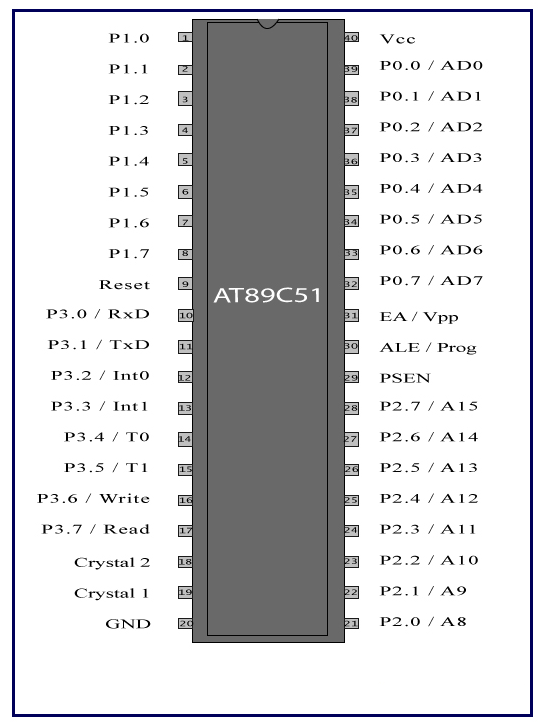 P1.0 1 40 Vcc
P1.1 2 39 P0.0 / AD0
P1.2 3 38 P0.1 / AD1
P1.3 4 37 P0.2 / AD2
P1.4 5 36 P0.3 / AD3
P1.5 6 35 P0.4 / AD4
P1.6 7 34 P0.5 / AD5
P1.7 8 33 P0.6 / AD6
Reset 9 32 P0.7 / AD7
AT89C51
P3.0 / RxD 10 31 EA / Vpp
P3.1 / TxD 11 30 ALE / Prog
P3.2 / Int0 12 29 PSEN
P3.3 / Int1 13 28 P2.7 / A15
P3.4 / T0 14 27 P2.6 / A14
P3.5 / T1 15 26 P2.5 / A13
P3.6 / Write 16 25 P2.4 / A12
P3.7 / Read 17 24 P2.3 / A11
Crystal 2 18 23 P2.2 / A10
Crystal 1 19 22 P2.1 / A9
GND 20 21 P2.0 / A8